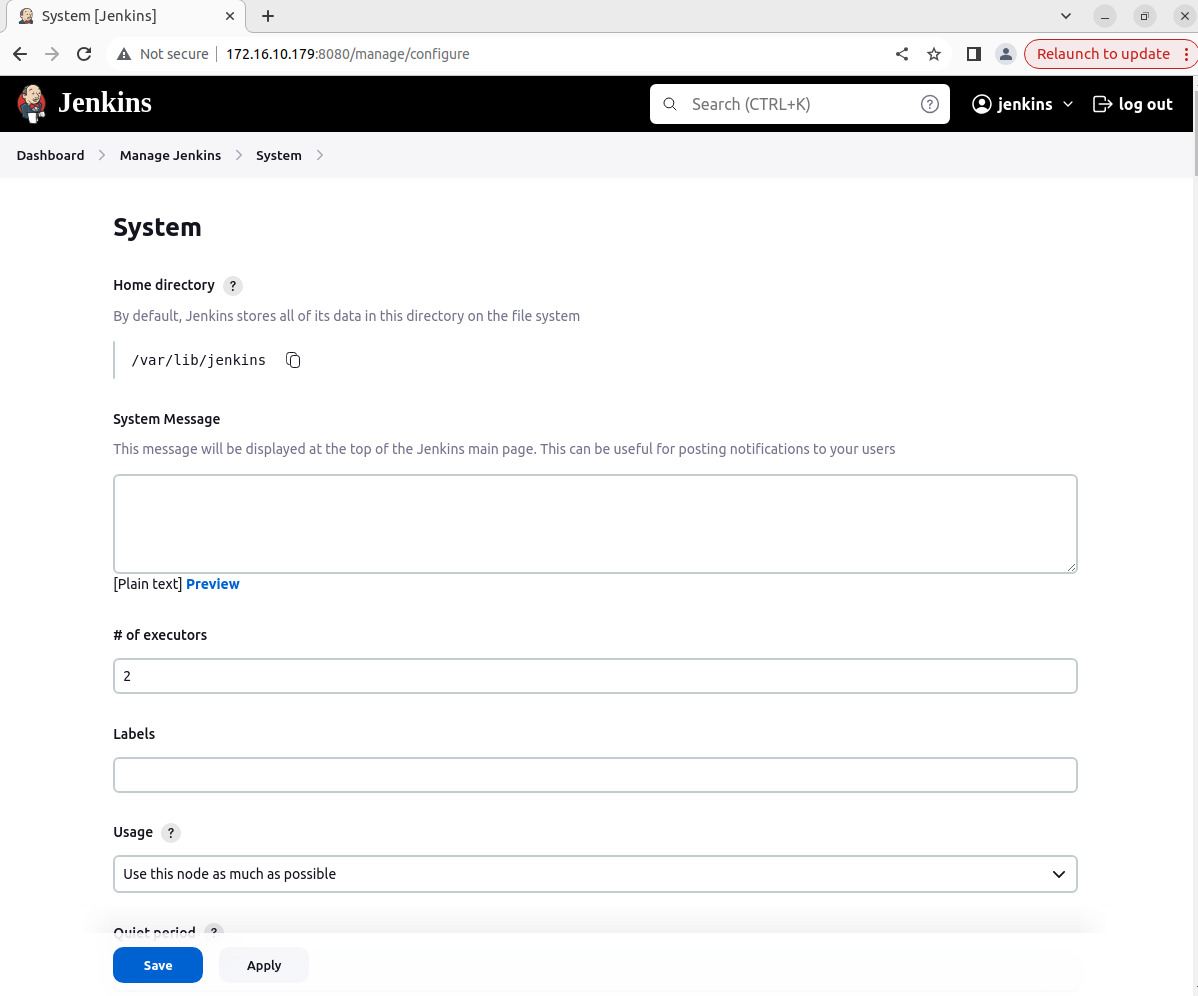 System [Jenkins]
Not secure 172.16.10.179:8080/manage/configure Relaunch to update
Jenkins Search (CTRL+K) ? jenkins log out
Dashboard Manage Jenkins System
System
Home directory ?
By default, Jenkins stores all of its data in this directory on the file system
/var/lib/jenkins
System Message
This message will be displayed at the top of the Jenkins main page. This can be useful for posting notifications to your users
[Plain text] Preview
# of executors
2
Labels
Usage ?
Use this node as much as possible
Quiet period ?
Save Apply